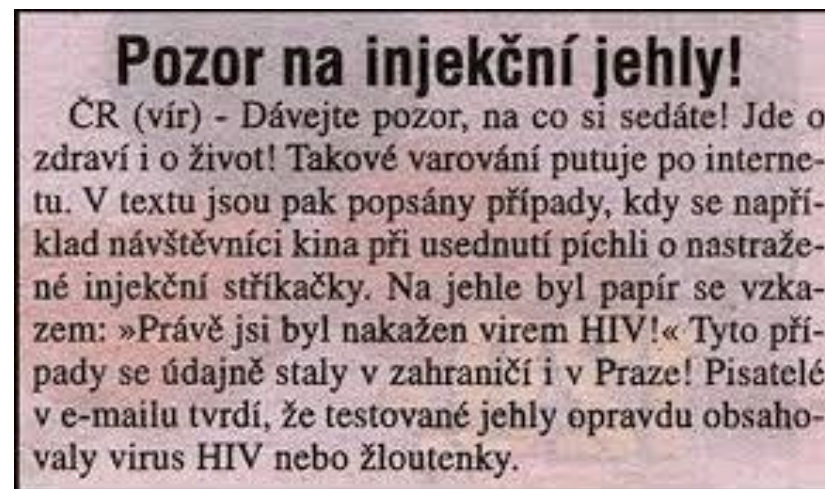 Pozor na injekční jehly!
ČR (vír) - Dávejte pozor, na co si sedáte! Jde o
zdraví i o život! Takové varování putuje po interne-
tu. V textu jsou pak popsány případy, kdy se napří-
klad návštěvníci kina při usednutí píchli o nastraže-
né injekční stříkačky. Na jehle byl papír se vzka-
zem: »Právě jsi byl nakažen virem HIV!« Tyto pří-
pady se údajně staly v zahraničí i v Praze! Pisatelé
v e-mailu tvrdí, že testované jehly opravdu obsaho-
valy virus HIV nebo žloutenky.